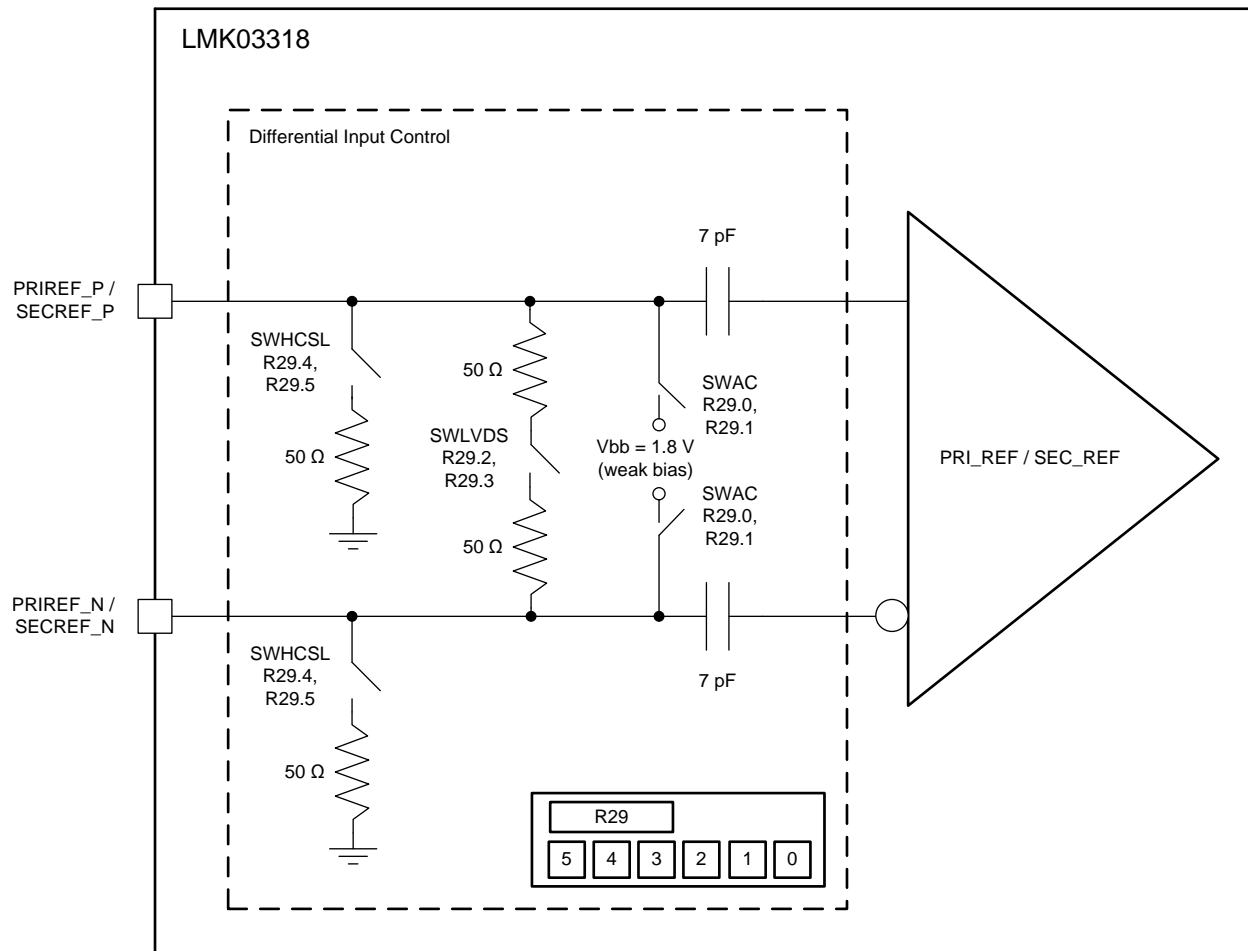 LMK03318
Differential Input Control
7 pF
PRIREF_P /
SECREF_P
SWHCSL
R29.4,
R29.5
50 Ω
50 Ω
SWLVDS
R29.2,
R29.3
50 Ω
SWAC
R29.0,
R29.1
Vbb = 1.8 V
(weak bias)
SWAC
R29.0,
R29.1
PRI_REF / SEC_REF
PRIREF_N /
SECREF_N
SWHCSL
R29.4,
R29.5
50 Ω
7 pF
R29
5 4 3 2 1 0